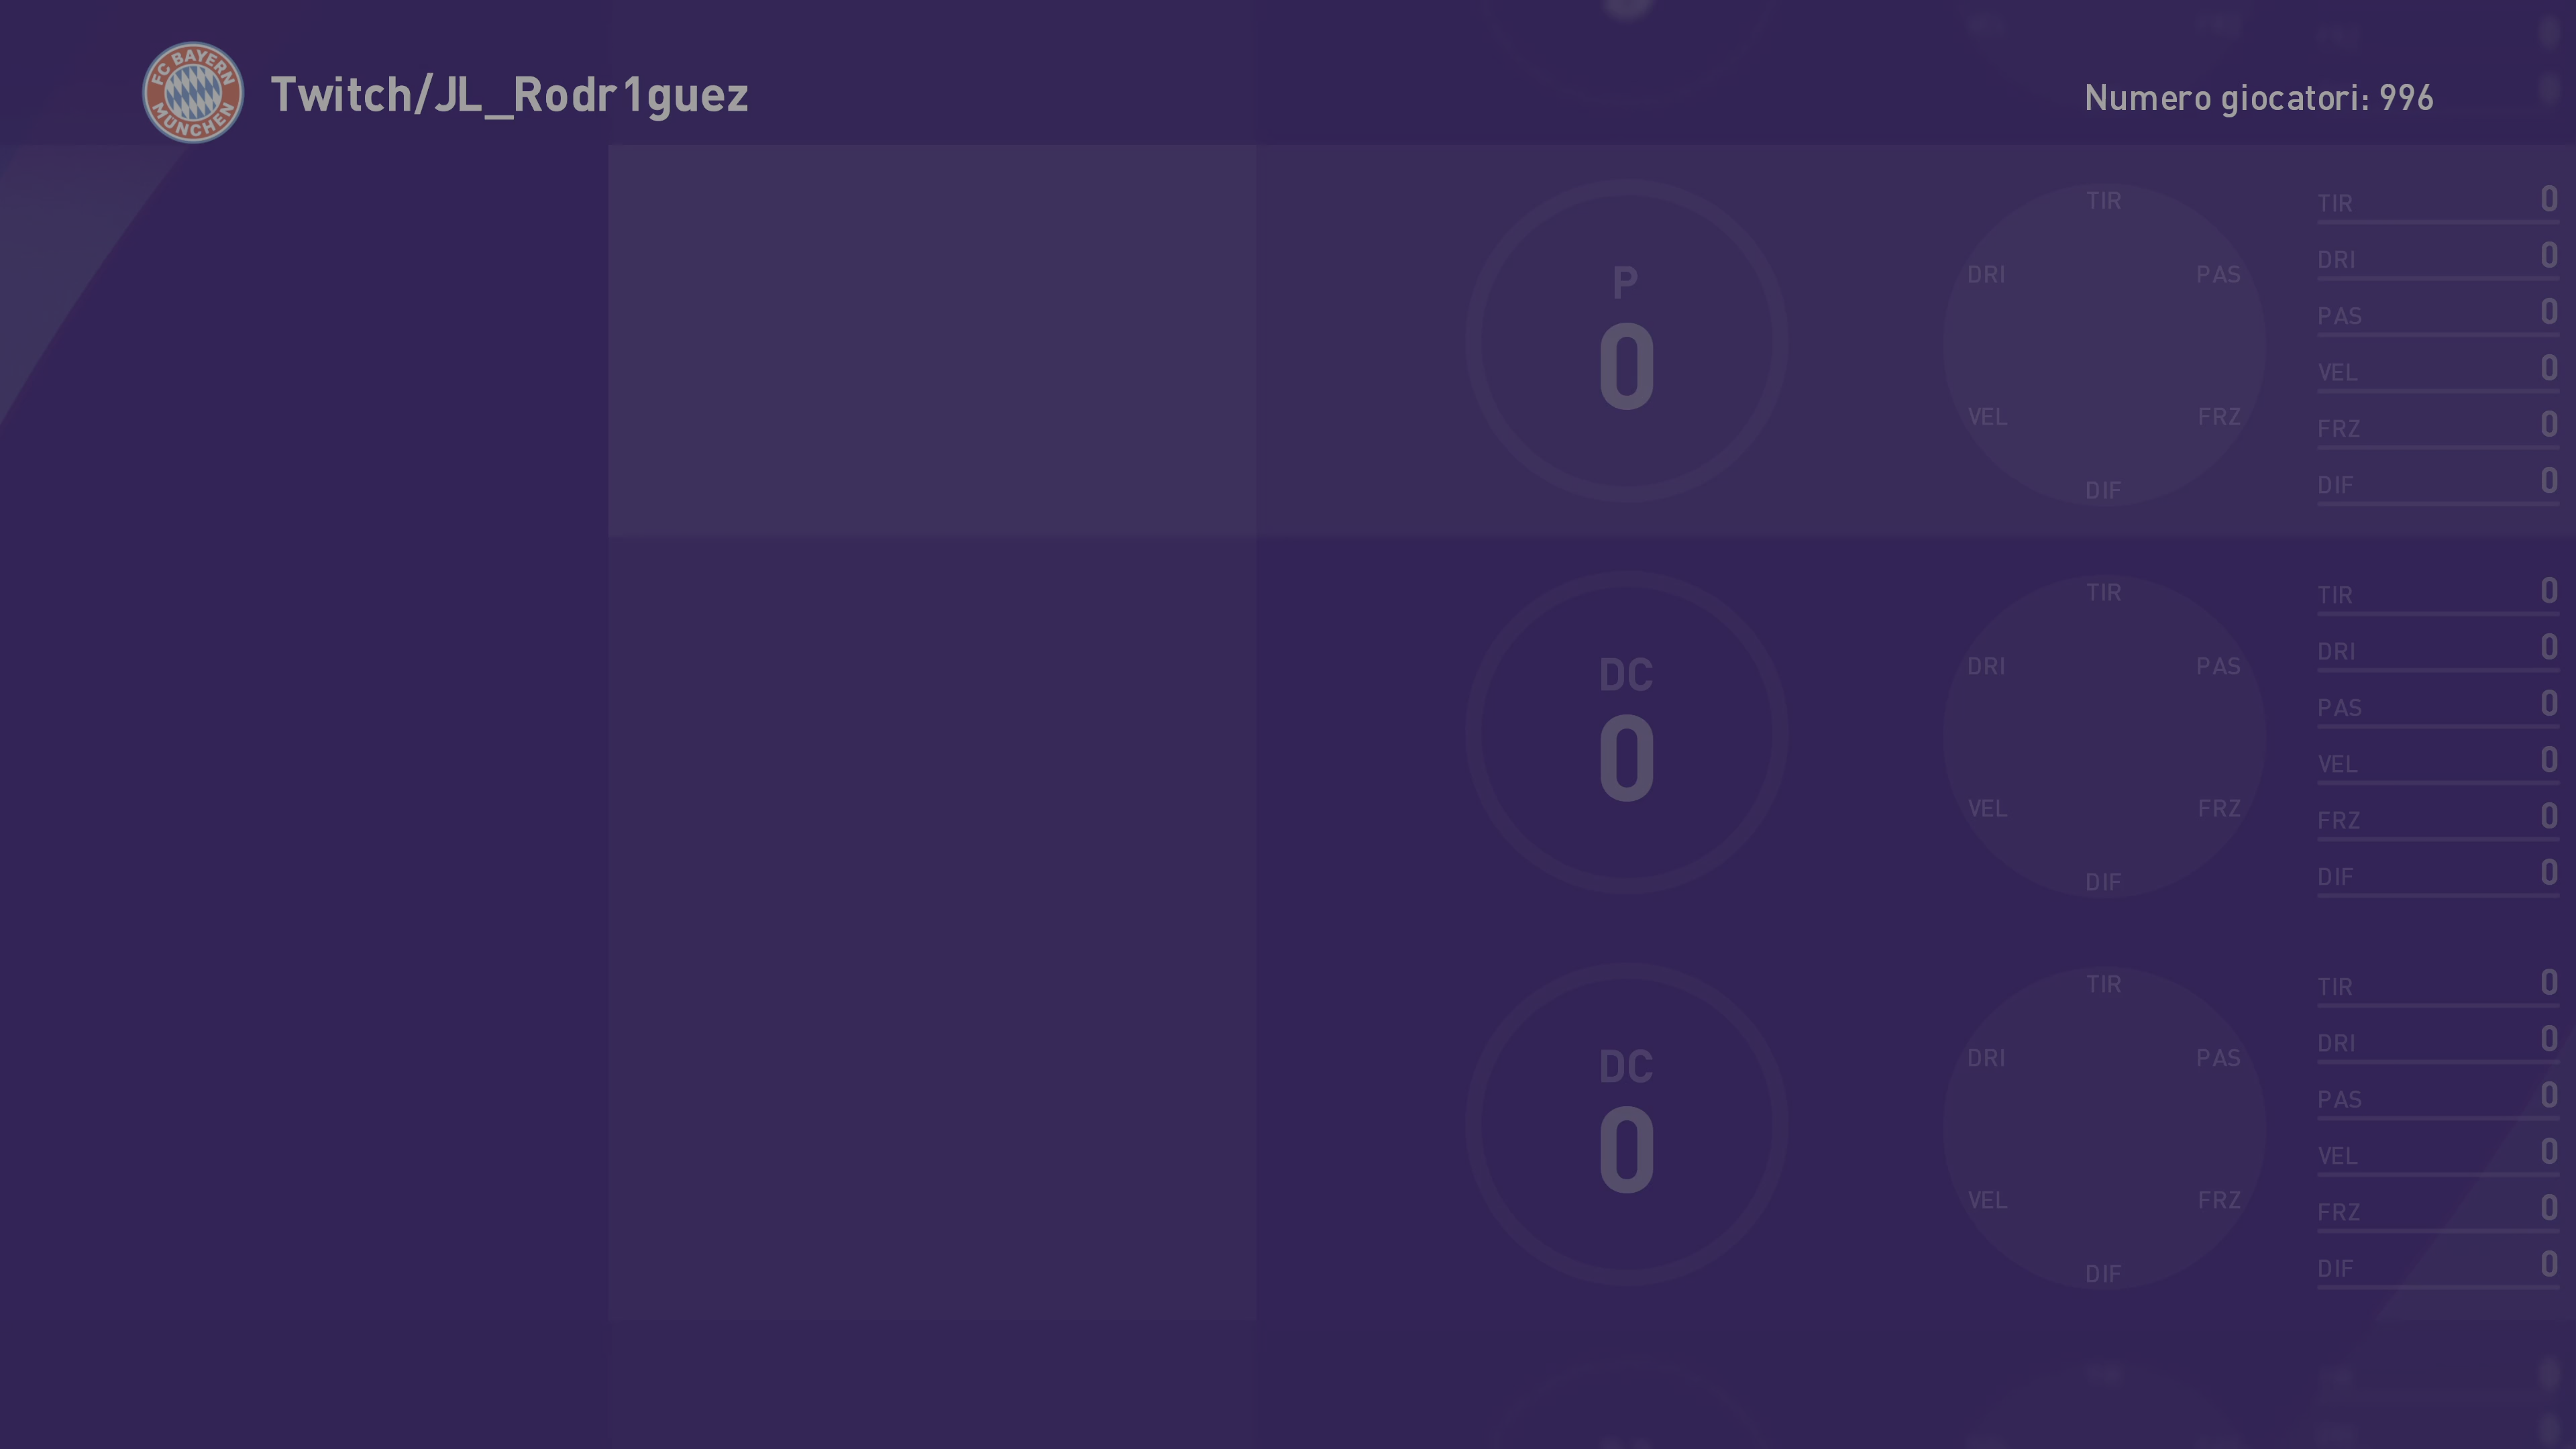 FC BAYERN MÜNCHEN
Twitch/JL_Rodr1guez
Numero giocatori: 996
P
0
TIR
DRI
PAS
VEL
FRZ
DIF
TIR 0
DRI 0
PAS 0
VEL 0
FRZ 0
DIF 0
DC
0
TIR
DRI
PAS
VEL
FRZ
DIF
TIR 0
DRI 0
PAS 0
VEL 0
FRZ 0
DIF 0
DC
0
TIR
DRI
PAS
VEL
FRZ
DIF
TIR 0
DRI 0
PAS 0
VEL 0
FRZ 0
DIF 0